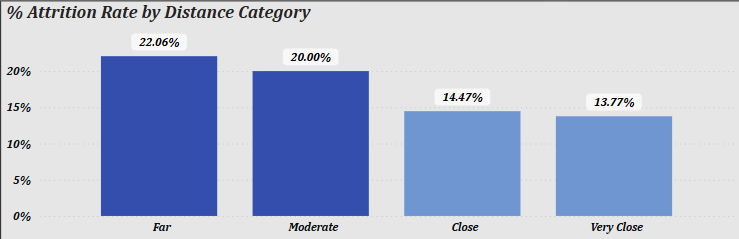 % Attrition Rate by Distance Category
22.06%
20.00%
14.47%
13.77%
20%
15%
10%
5%
0%
Far
Moderate
Close
Very Close